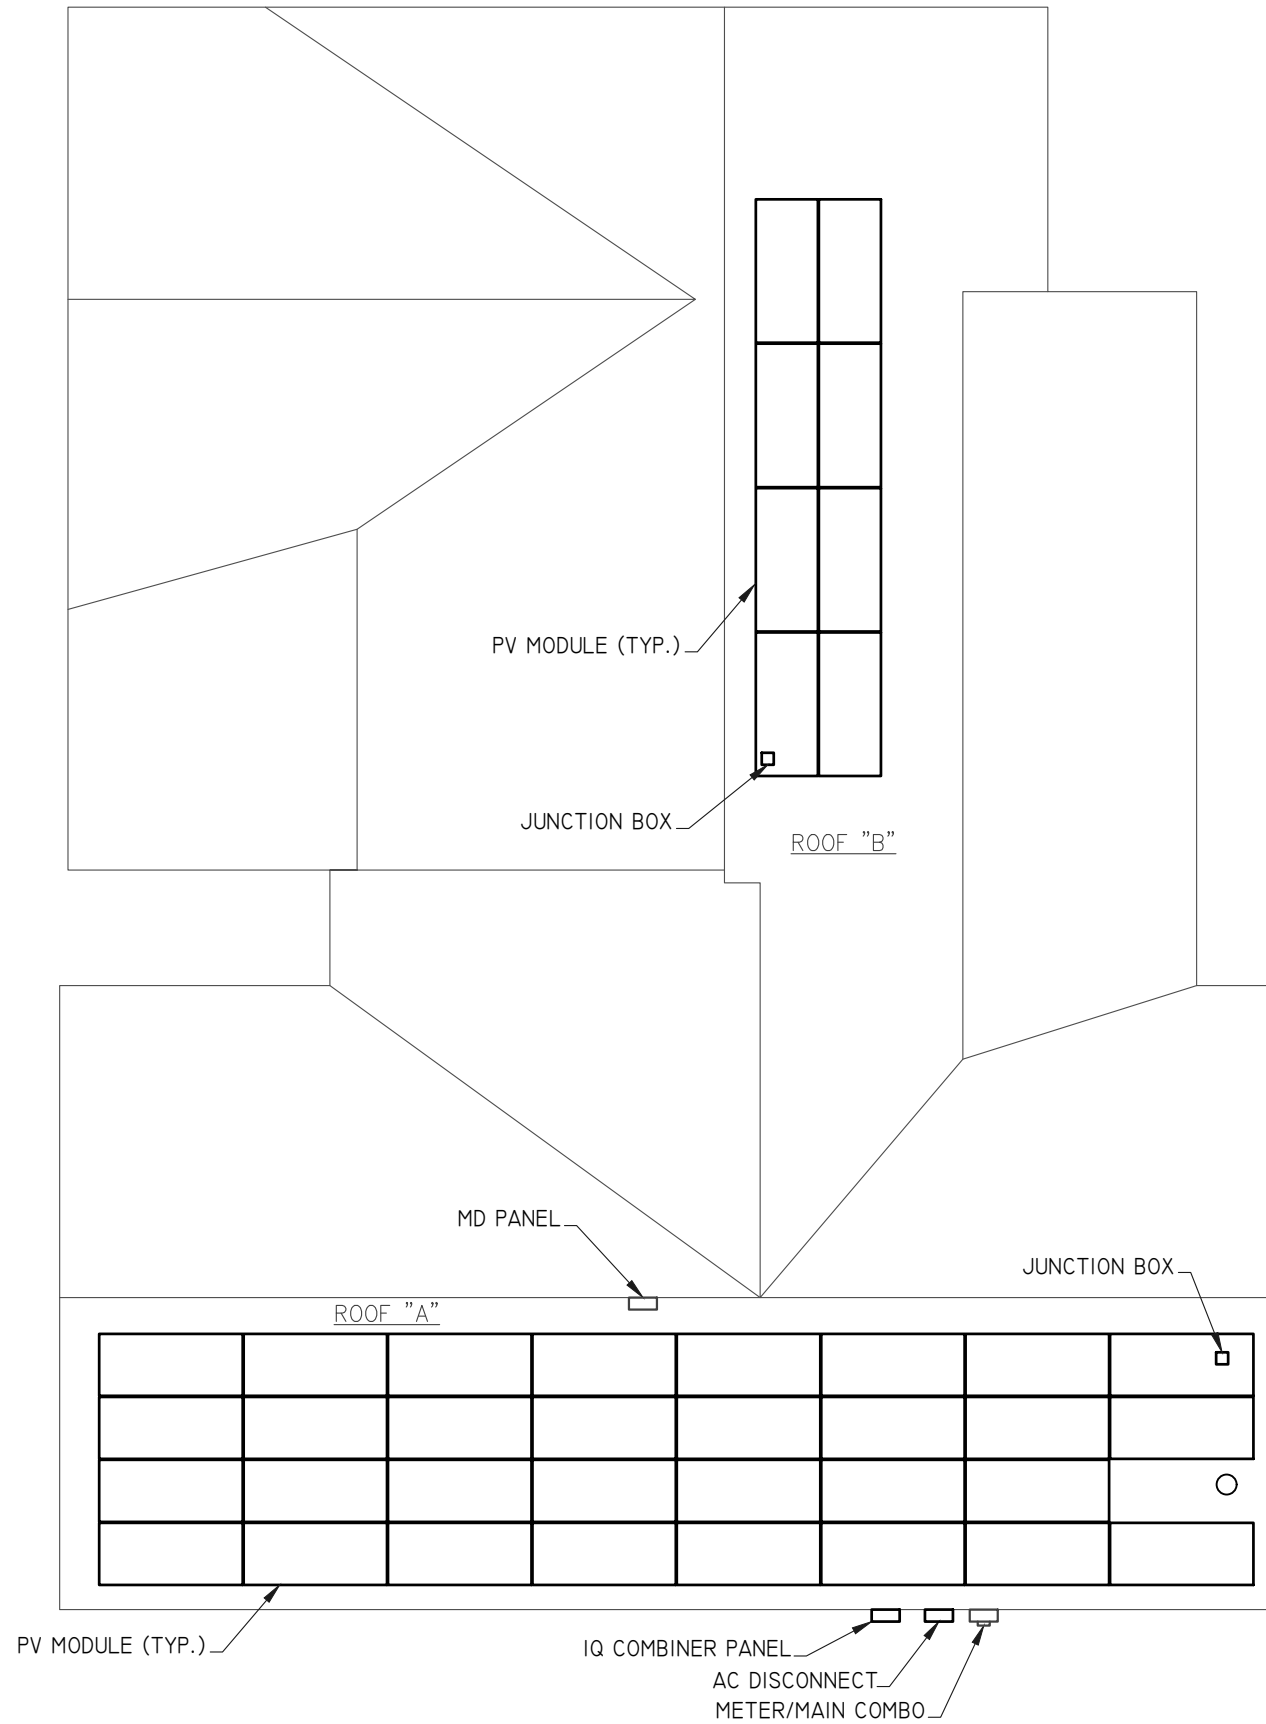 PV MODULE (TYP.)
JUNCTION BOX
ROOF "B"
MD PANEL
JUNCTION BOX
ROOF "A"
PV MODULE (TYP.)
IQ COMBINER PANEL
AC DISCONNECT
METER/MAIN COMBO